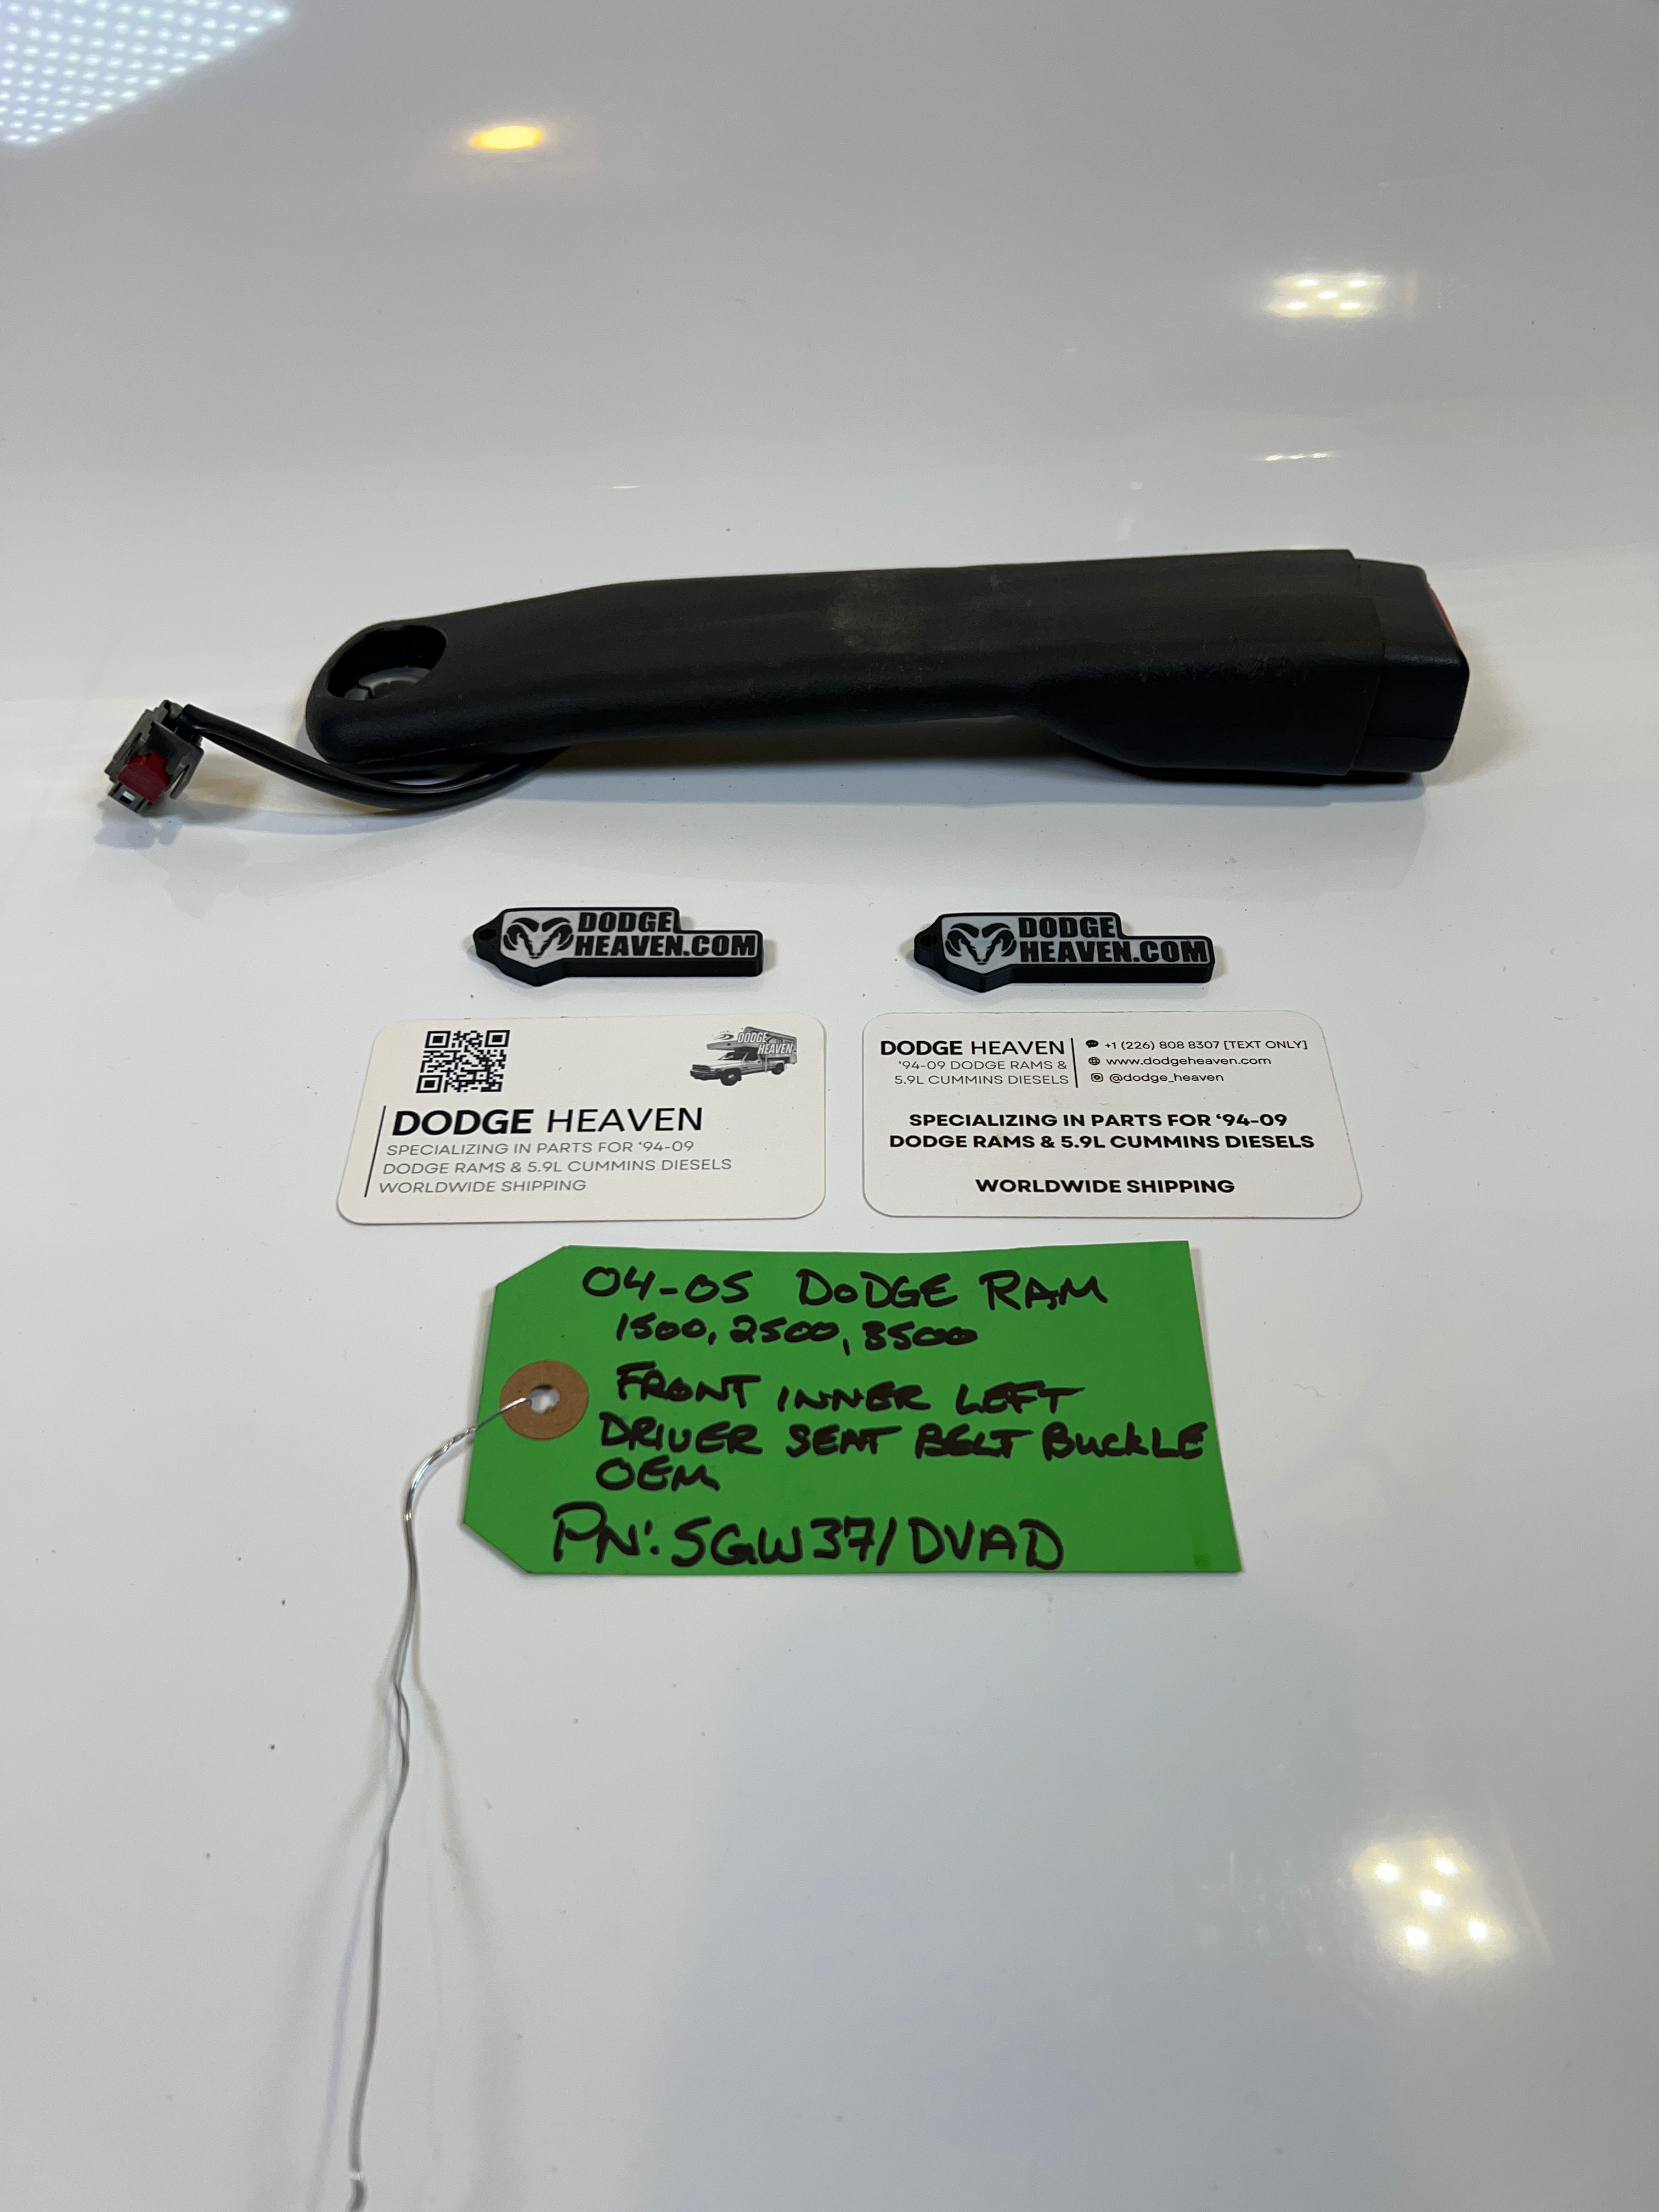 DODGE
HEAVEN.COM
DODGE
HEAVEN.COM
DODGE
HEAVEN
DODGE HEAVEN
SPECIALIZING IN PARTS FOR '94-09
DODGE RAMS & 5.9L CUMMINS DIESELS
WORLDWIDE SHIPPING
DODGE HEAVEN
'94-09 DODGE RAMS &
5.9L CUMMINS DIESELS
+1 (226) 808 8307 [TEXT ONLY]
www.dodgeheaven.com
@dodge_heaven
SPECIALIZING IN PARTS FOR '94-09
DODGE RAMS & 5.9L CUMMINS DIESELS
WORLDWIDE SHIPPING
04-05 DODGE RAM
1500, 2500, 3500
FRONT INNER LEFT
DRIVER SEAT BELT BUCKLE
OEM
PN: 5GW371DVAD